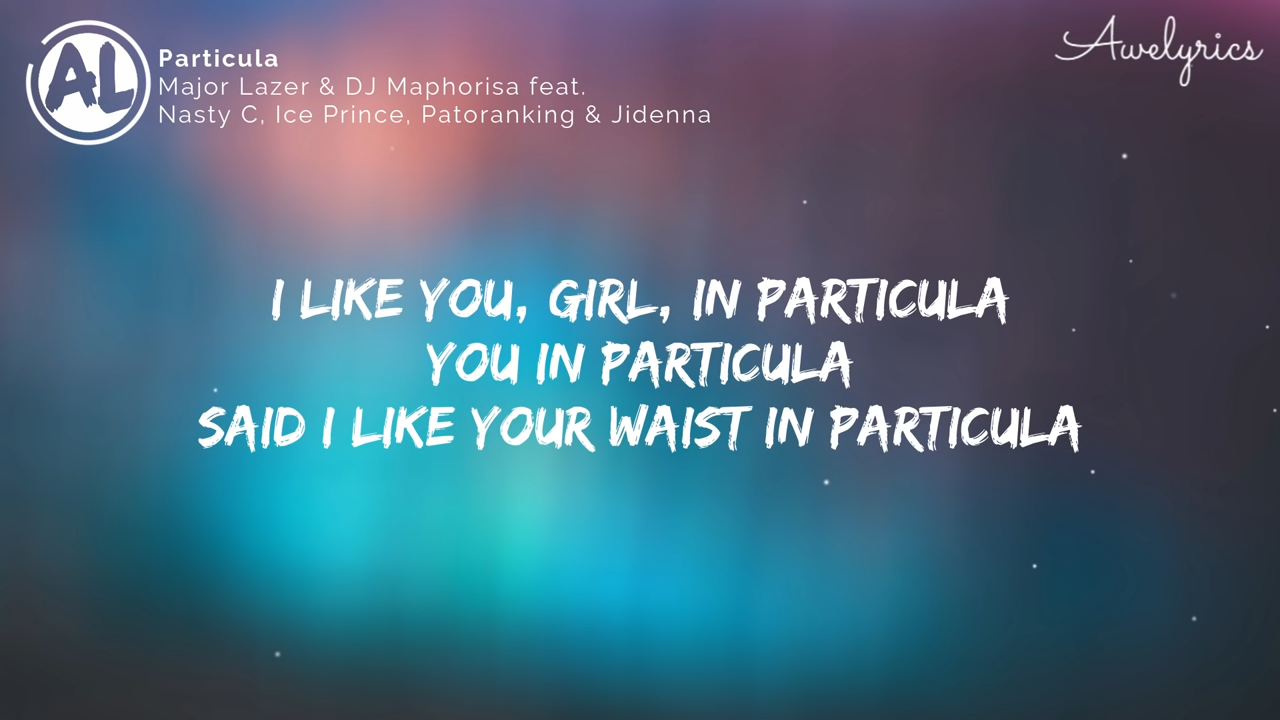 AL
Particula
Major Lazer & DJ Maphorisa feat.
Nasty C, Ice Prince, Patoranking & Jidenna
Awelyrics
I LIKE YOU, GIRL, IN PARTICULA
YOU IN PARTICULA
SAID I LIKE YOUR WAIST IN PARTICULA